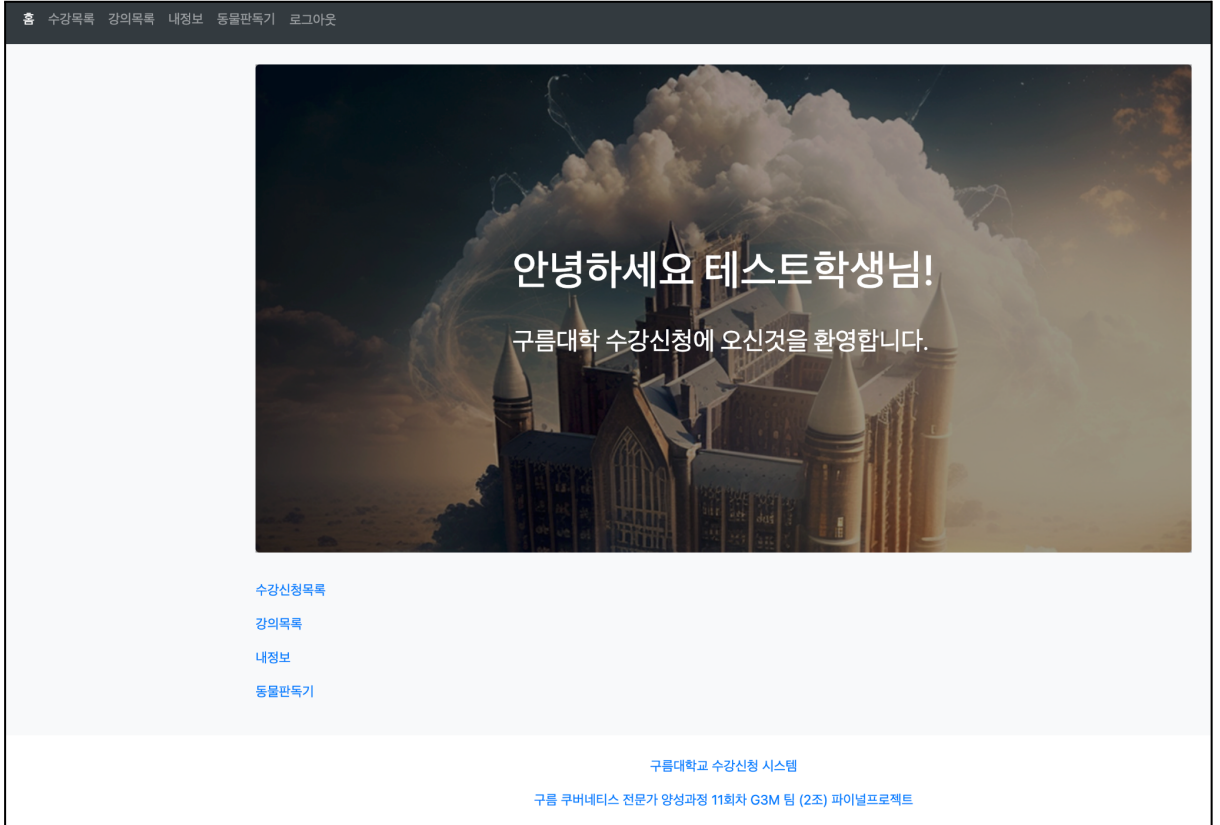 홈 수강목록 강의목록 내정보 동물판독기 로그아웃
안녕하세요 테스트학생님!
구름대학 수강신청에 오신것을 환영합니다.
수강신청목록
강의목록
내정보
동물판독기
구름대학교 수강신청 시스템
구름 쿠버네티스 전문가 양성과정 11회차 G3M 팀 (2조) 파이널프로젝트